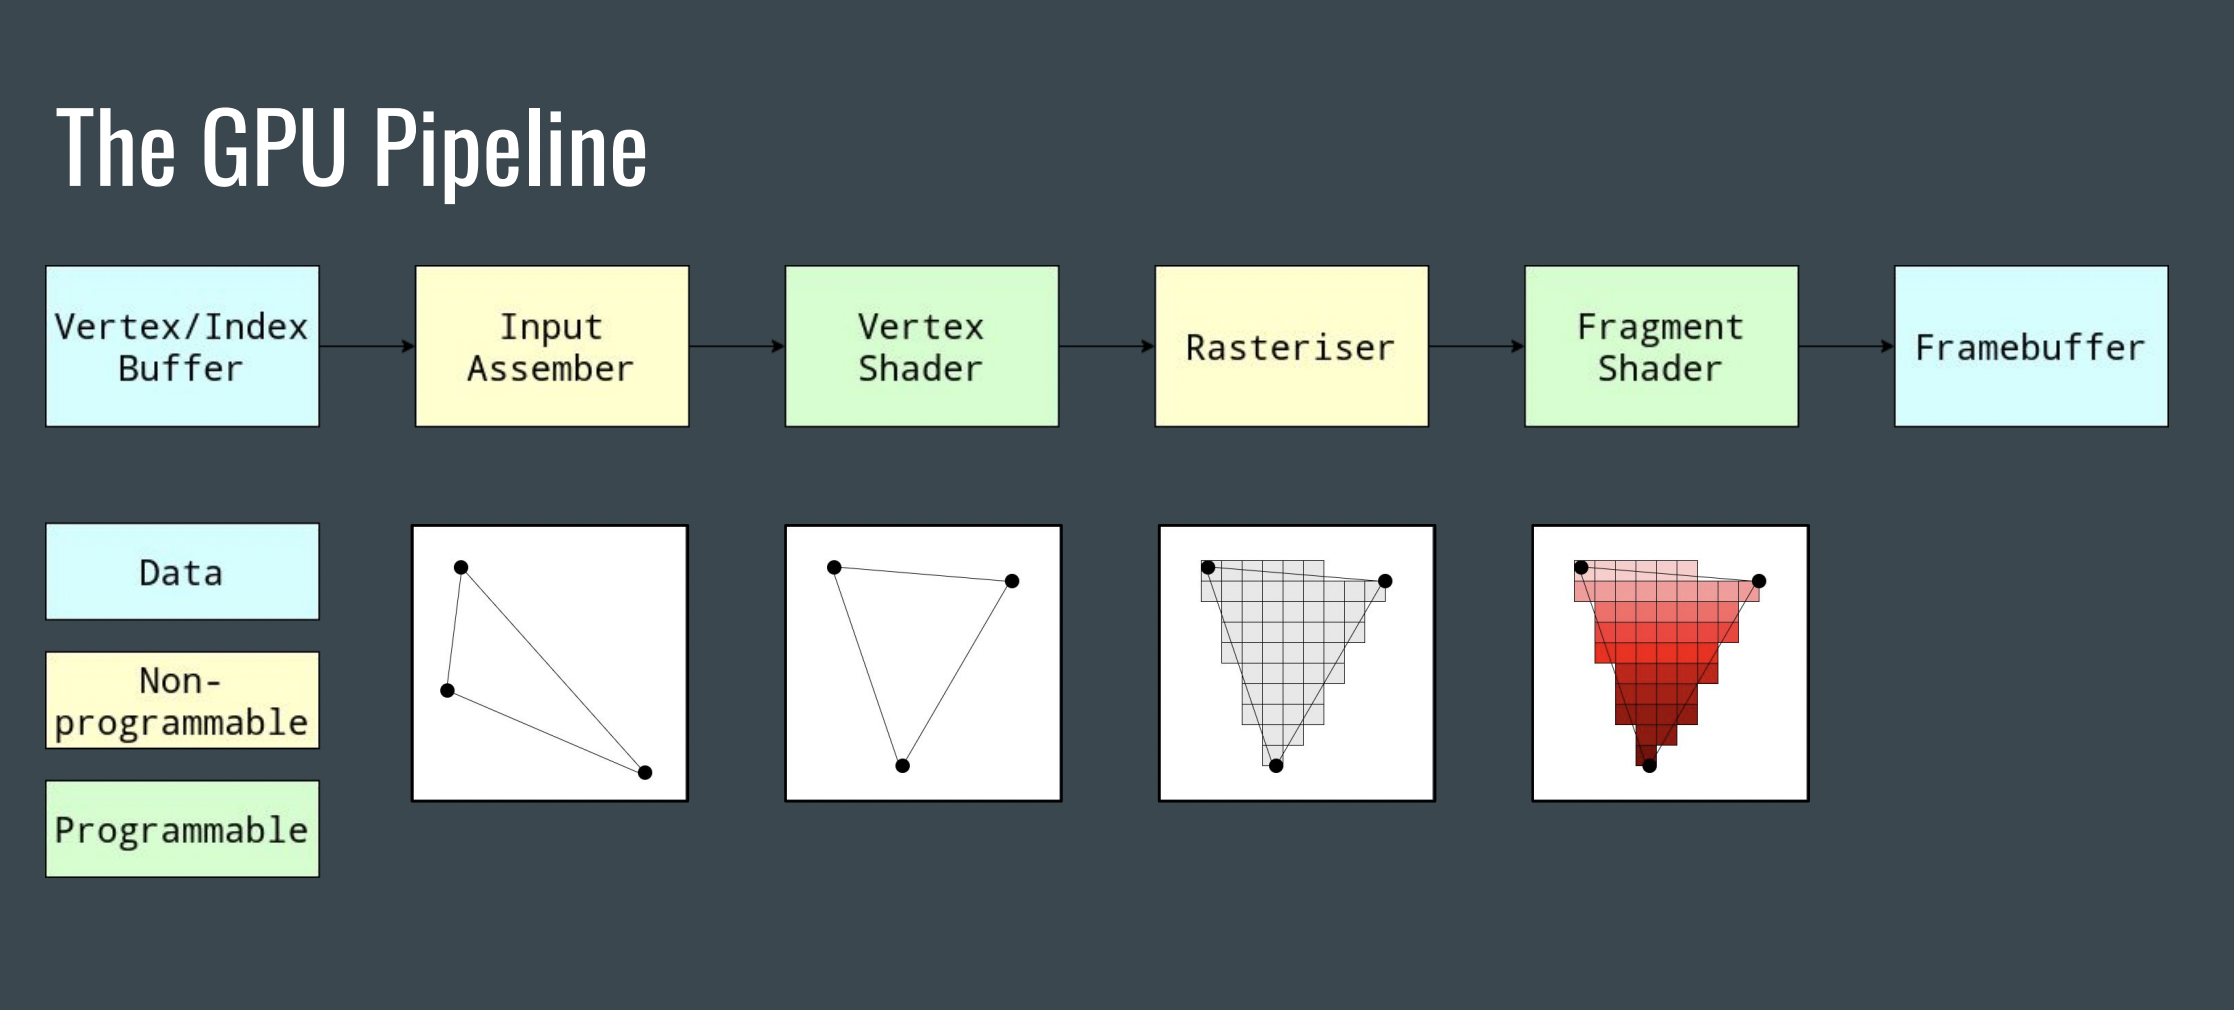 The GPU Pipeline
Vertex/Index
Buffer
Input
Assember
Vertex
Shader
Rasteriser
Fragment
Shader
Framebuffer
Data
Non-
programmable
Programmable